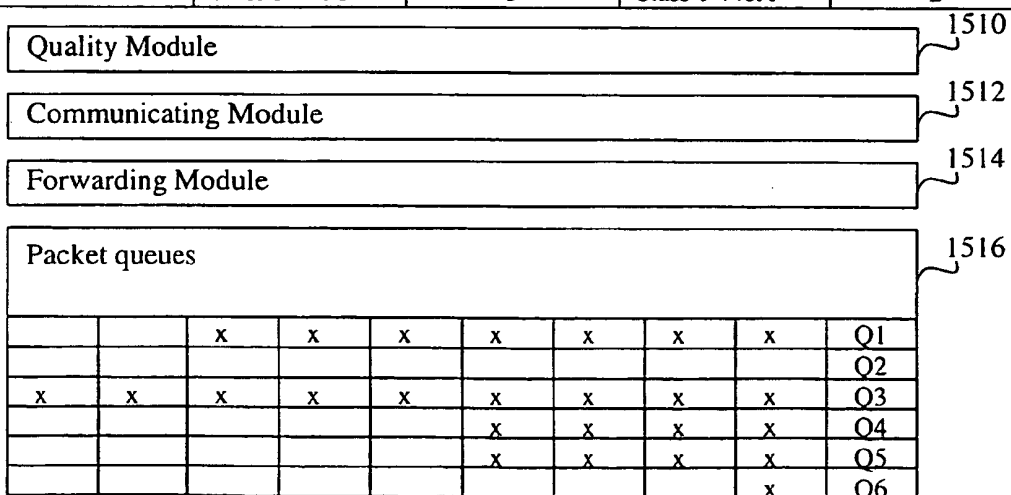 1510
Quality Module
1512
Communicating Module
1514
Forwarding Module
1516
Packet queues
x x x x x x x Q1
Q2
x x x x x x x x x Q3
x x x x Q4
x x x x Q5
x Q6